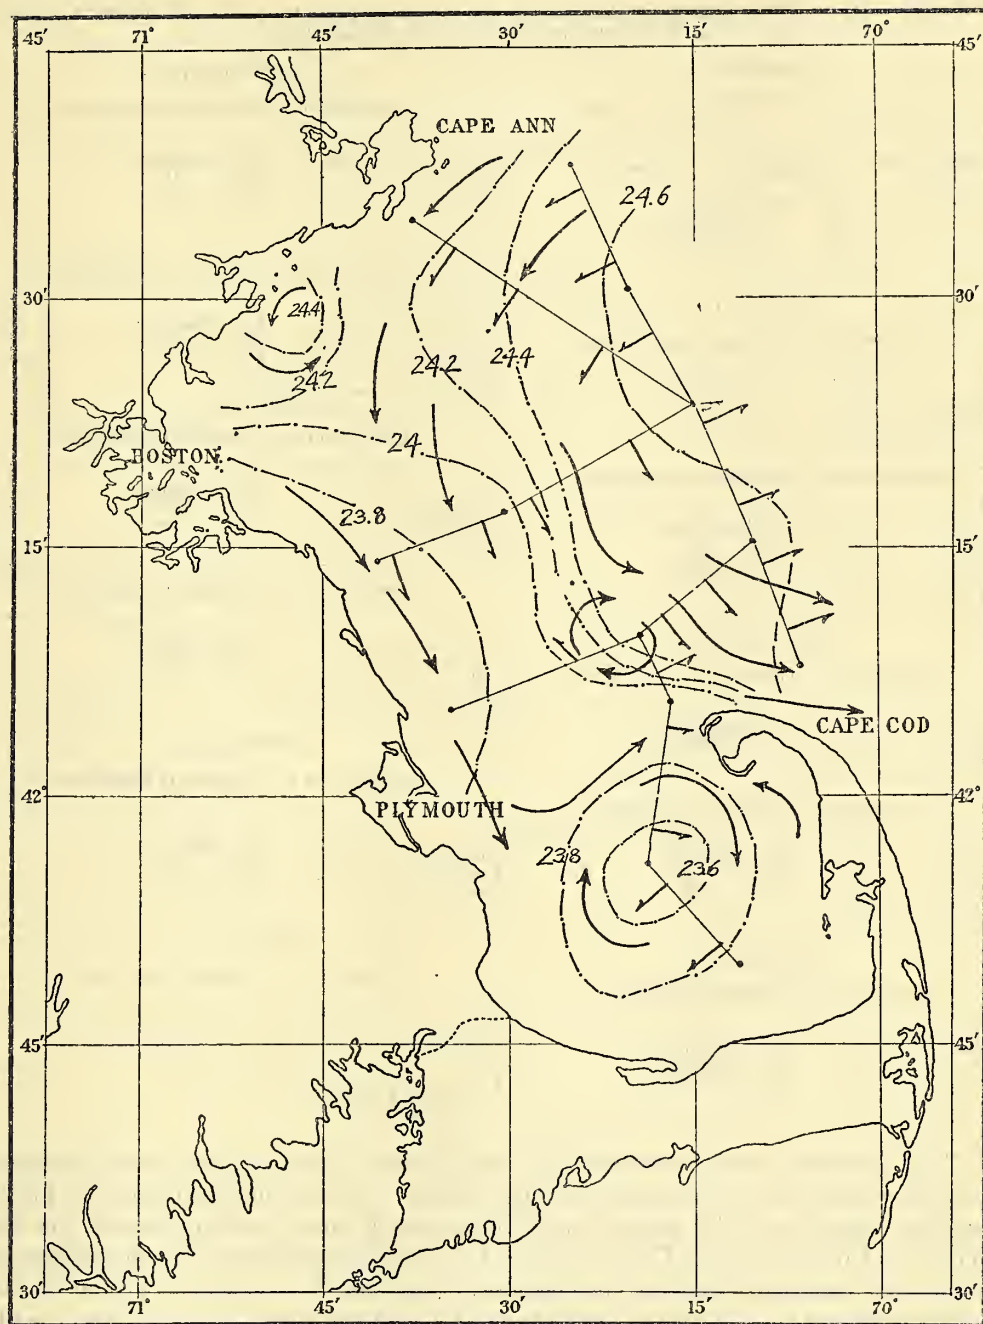 45′ 71° 45′ 30′ 15′ 70° 45′
CAPE ANN
24.6
30′ 30′
24.4
24.2
24.2 24.4
24
BOSTON
23.8
15′ 15′
CAPE COD
42° 42°
PLYMOUTH
23.8 23.6
45′ 45′
30′ 30′
71° 45′ 30′ 15′ 70°